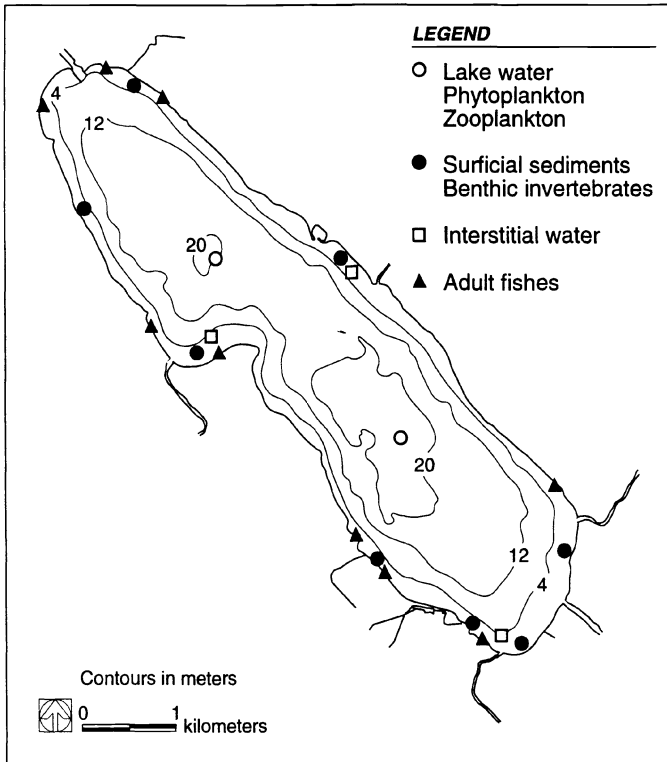 LEGEND
Lake water
Phytoplankton
Zooplankton
Surficial sediments
Benthic invertebrates
Interstitial water
Adult fishes
4
12
20
20
12
4
Contours in meters
0 1
kilometers